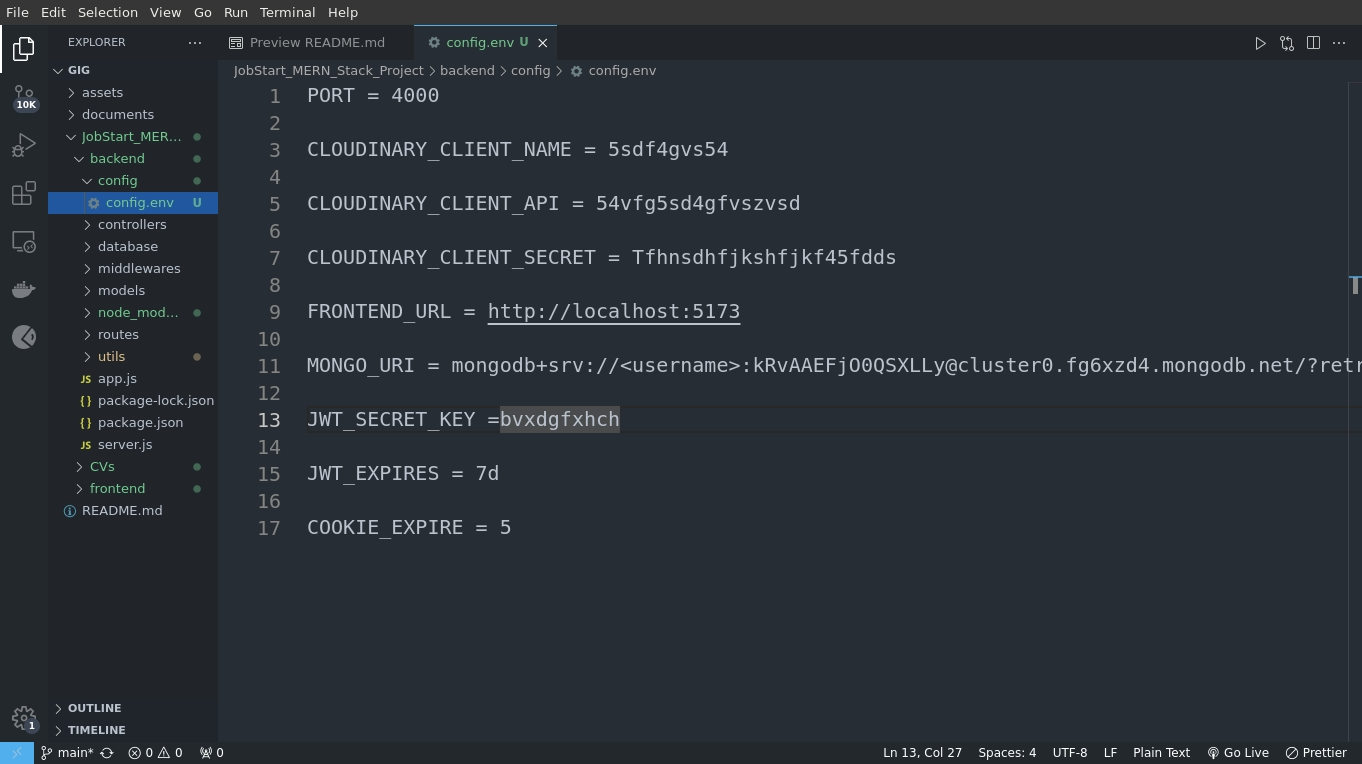 File Edit Selection View Go Run Terminal Help
EXPLORER
Preview README.md
config.env U
GIG
assets
documents
JobStart_MER...
backend
config
config.env U
controllers
database
middlewares
models
node_mod...
routes
utils
JS app.js
{} package-lock.json
{} package.json
JS server.js
CVs
frontend
README.md
OUTLINE
TIMELINE
10K
1
JobStart_MERN_Stack_Project > backend > config > config.env
1 PORT = 4000
2
3 CLOUDINARY_CLIENT_NAME = 5sdf4gvs54
4
5 CLOUDINARY_CLIENT_API = 54vfg5sd4gfvszvsd
6
7 CLOUDINARY_CLIENT_SECRET = Tfhnsdhfjkshfjkf45fdds
8
9 FRONTEND_URL = http://localhost:5173
10
11 MONGO_URI = mongodb+srv://<username>:kRvAAEFjO0QSXLLy@cluster0.fg6xzd4.mongodb.net/?retr
12
13 JWT_SECRET_KEY =bvxdgfxhch
14
15 JWT_EXPIRES = 7d
16
17 COOKIE_EXPIRE = 5
main* 0 0 0
Ln 13, Col 27 Spaces: 4 UTF-8 LF Plain Text Go Live Prettier